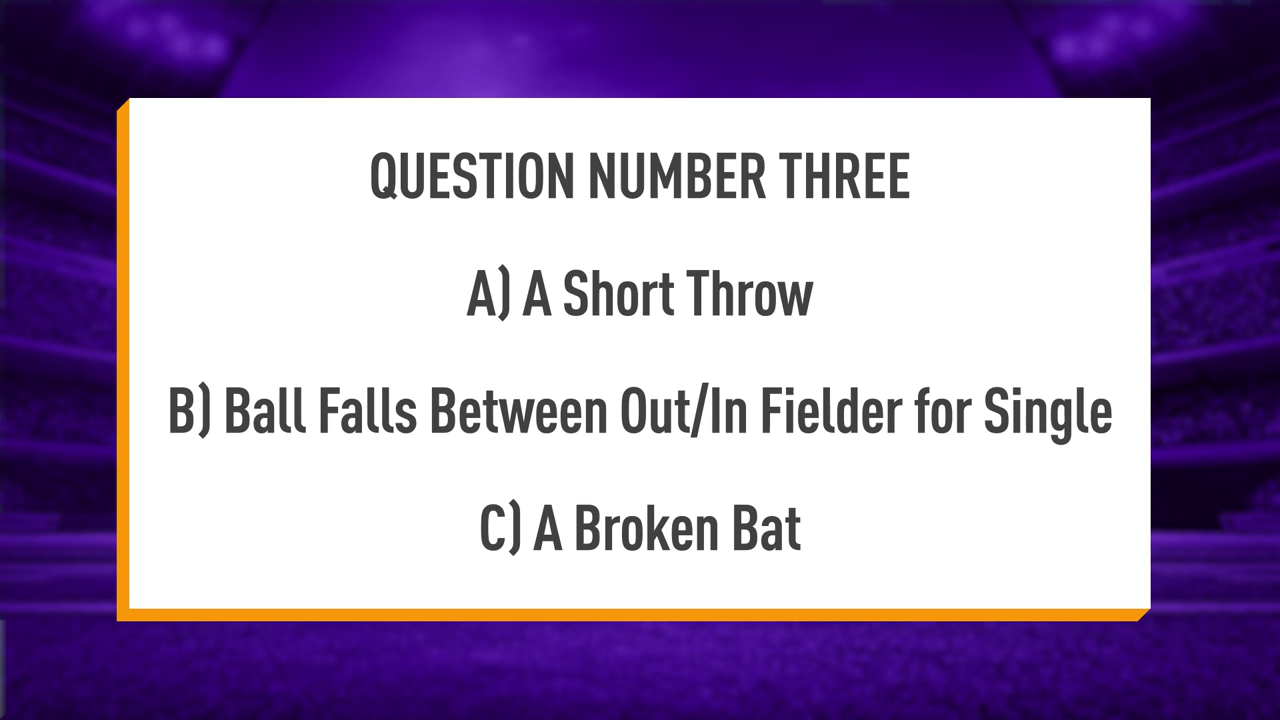 QUESTION NUMBER THREE
A) A Short Throw
B) Ball Falls Between Out/In Fielder for Single
C) A Broken Bat